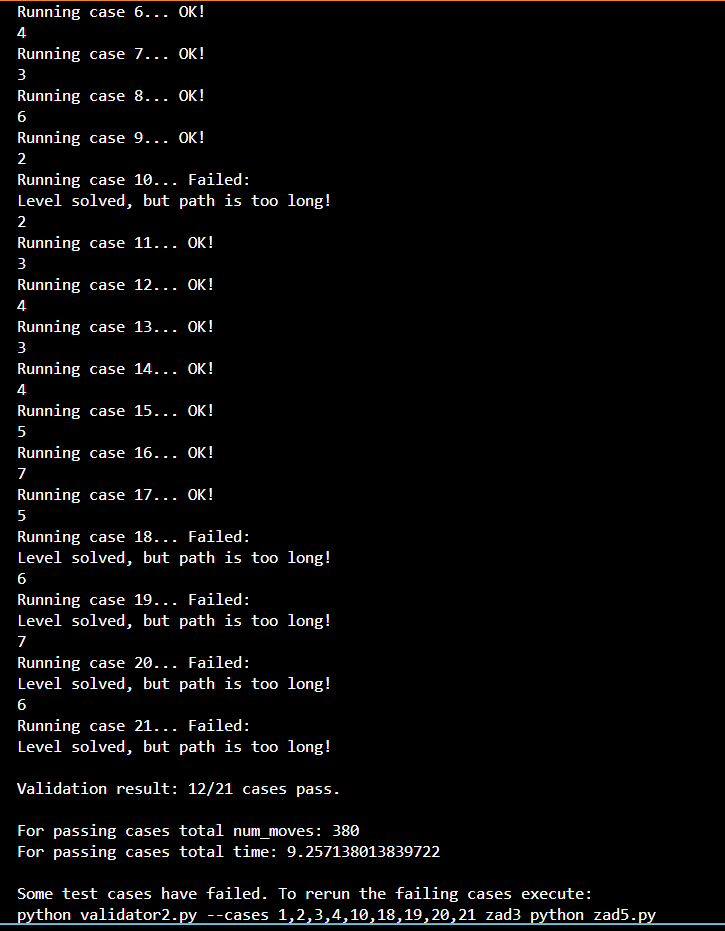 Running case 6... OK!
4
Running case 7... OK!
3
Running case 8... OK!
6
Running case 9... OK!
2
Running case 10... Failed:
Level solved, but path is too long!
2
Running case 11... OK!
3
Running case 12... OK!
4
Running case 13... OK!
3
Running case 14... OK!
4
Running case 15... OK!
5
Running case 16... OK!
7
Running case 17... OK!
5
Running case 18... Failed:
Level solved, but path is too long!
6
Running case 19... Failed:
Level solved, but path is too long!
7
Running case 20... Failed:
Level solved, but path is too long!
6
Running case 21... Failed:
Level solved, but path is too long!
Validation result: 12/21 cases pass.
For passing cases total num_moves: 380
For passing cases total time: 9.257138013839722
Some test cases have failed. To rerun the failing cases execute:
python validator2.py --cases 1,2,3,4,10,18,19,20,21 zad3 python zad5.py